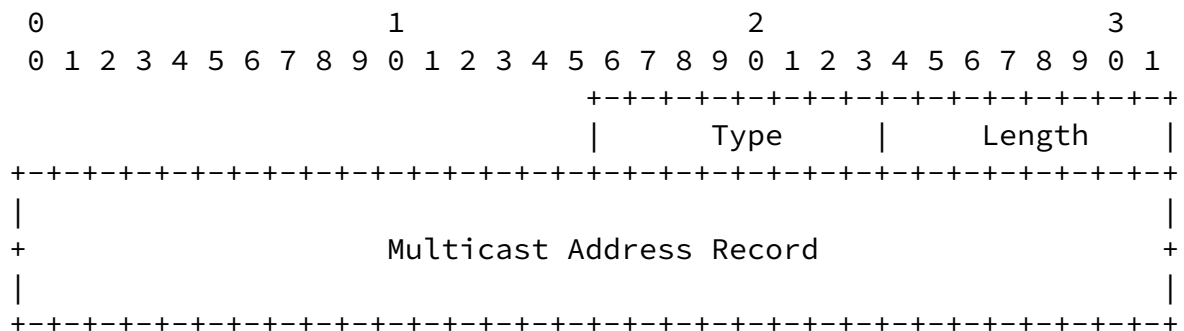 0                   1                   2                   3
 0 1 2 3 4 5 6 7 8 9 0 1 2 3 4 5 6 7 8 9 0 1 2 3 4 5 6 7 8 9 0 1
                                +-+-+-+-+-+-+-+-+-+-+-+-+-+-+-+-+
                                |      Type     |     Length    |
+-+-+-+-+-+-+-+-+-+-+-+-+-+-+-+-+-+-+-+-+-+-+-+-+-+-+-+-+-+-+-+-+
|                                                               |
+                    Multicast Address Record                   +
|                                                               |
+-+-+-+-+-+-+-+-+-+-+-+-+-+-+-+-+-+-+-+-+-+-+-+-+-+-+-+-+-+-+-+-+